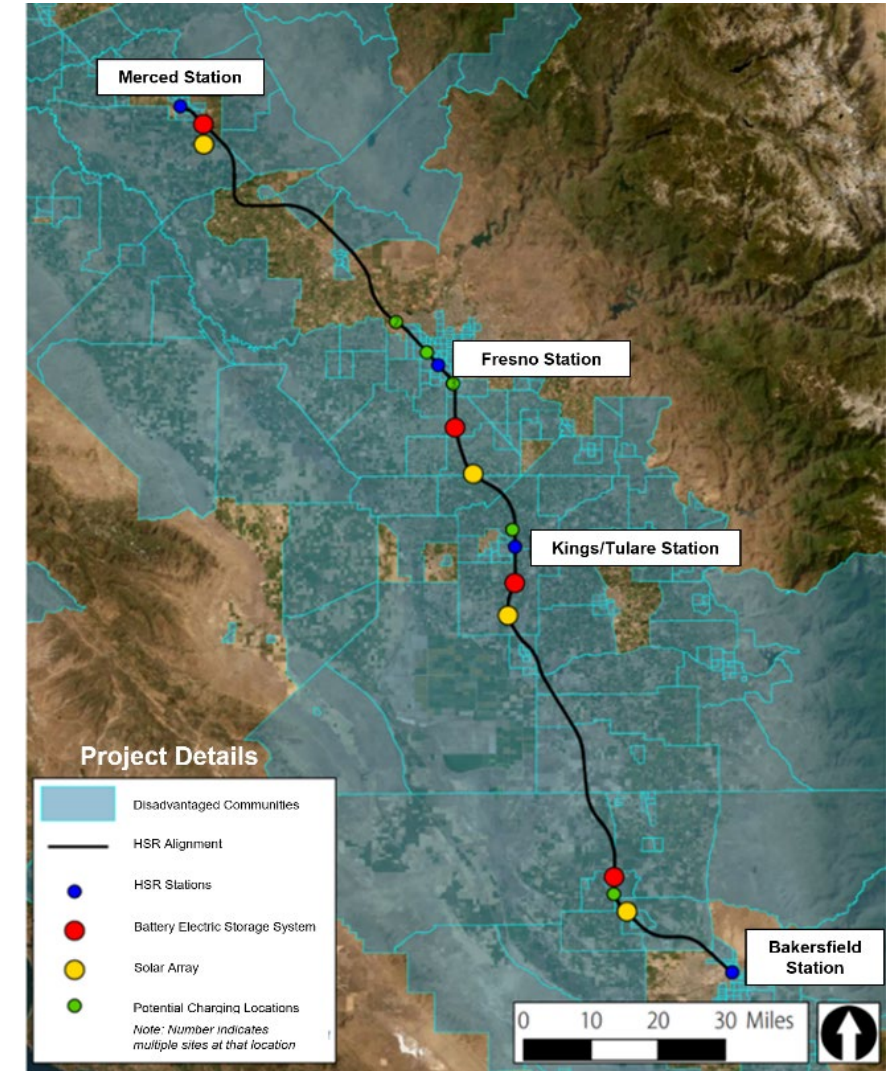 Merced Station
Fresno Station
Kings/Tulare Station
Project Details
Disadvantaged Communities
HSR Alignment
HSR Stations
Battery Electric Storage System
Solar Array
Potential Charging Locations
Note: Number indicates
multiple sites at that location
Bakersfield
Station
0 10 20 30 Miles